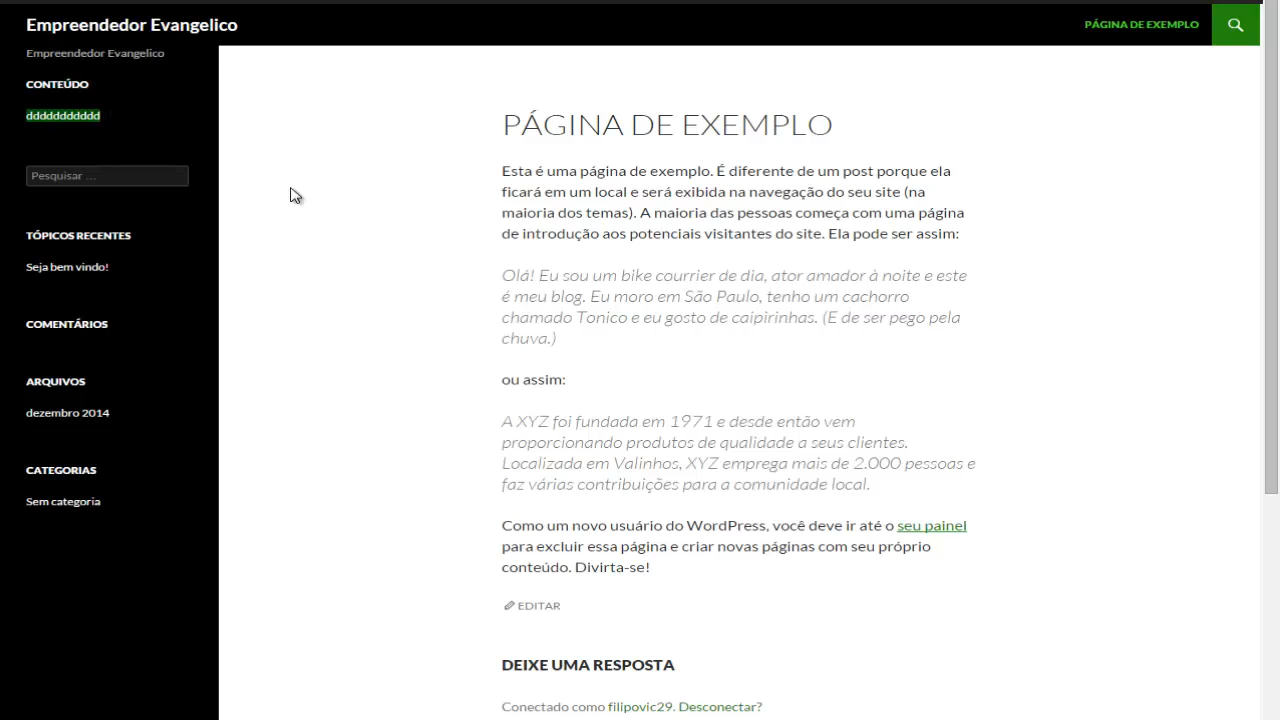 Empreendedor Evangelico
PÁGINA DE EXEMPLO
Empreendedor Evangelico
CONTEÚDO
ddddddddddd
Pesquisar ...
TÓPICOS RECENTES
Seja bem vindo!
COMENTÁRIOS
ARQUIVOS
dezembro 2014
CATEGORIAS
Sem categoria
PÁGINA DE EXEMPLO
Esta é uma página de exemplo. É diferente de um post porque ela
ficará em um local e será exibida na navegação do seu site (na
maioria dos temas). A maioria das pessoas começa com uma página
de introdução aos potenciais visitantes do site. Ela pode ser assim:
Olá! Eu sou um bike courrier de dia, ator amador à noite e este
é meu blog. Eu moro em São Paulo, tenho um cachorro
chamado Tonico e eu gosto de caipirinhas. (E de ser pego pela
chuva.)
ou assim:
A XYZ foi fundada em 1971 e desde então vem
proporcionando produtos de qualidade a seus clientes.
Localizada em Valinhos, XYZ emprega mais de 2.000 pessoas e
faz várias contribuições para a comunidade local.
Como um novo usuário do WordPress, você deve ir até o seu painel
para excluir essa página e criar novas páginas com seu próprio
conteúdo. Divirta-se!
EDITAR
DEIXE UMA RESPOSTA
Conectado como filipovic29. Desconectar?